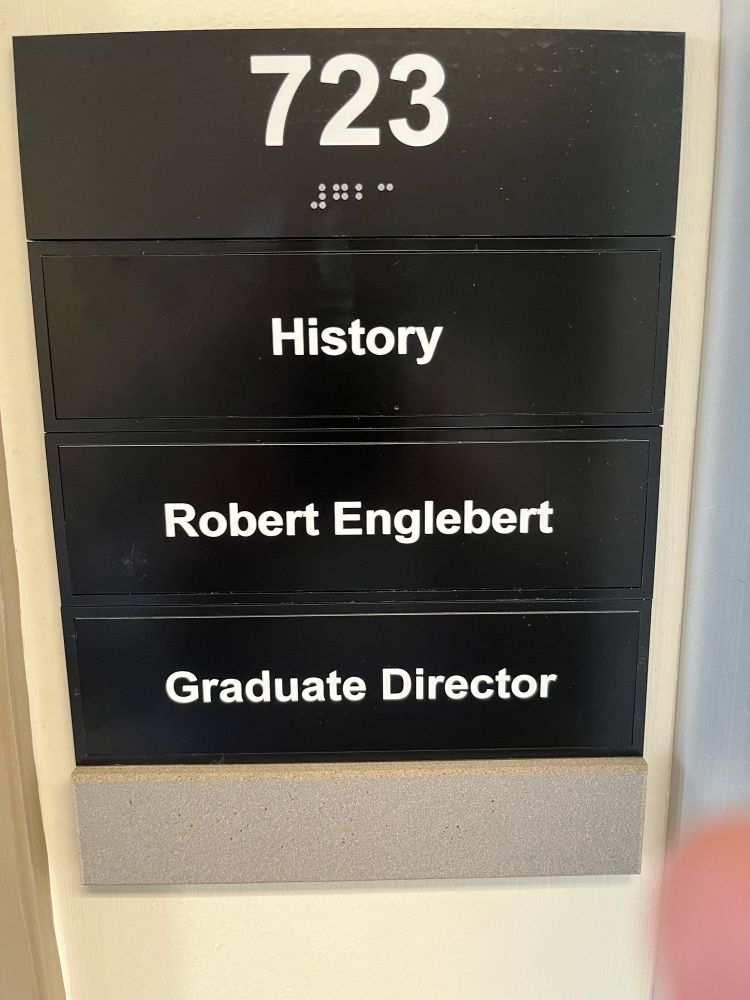 723
⠼⠛⠃⠉
History
Robert Englebert
Graduate Director